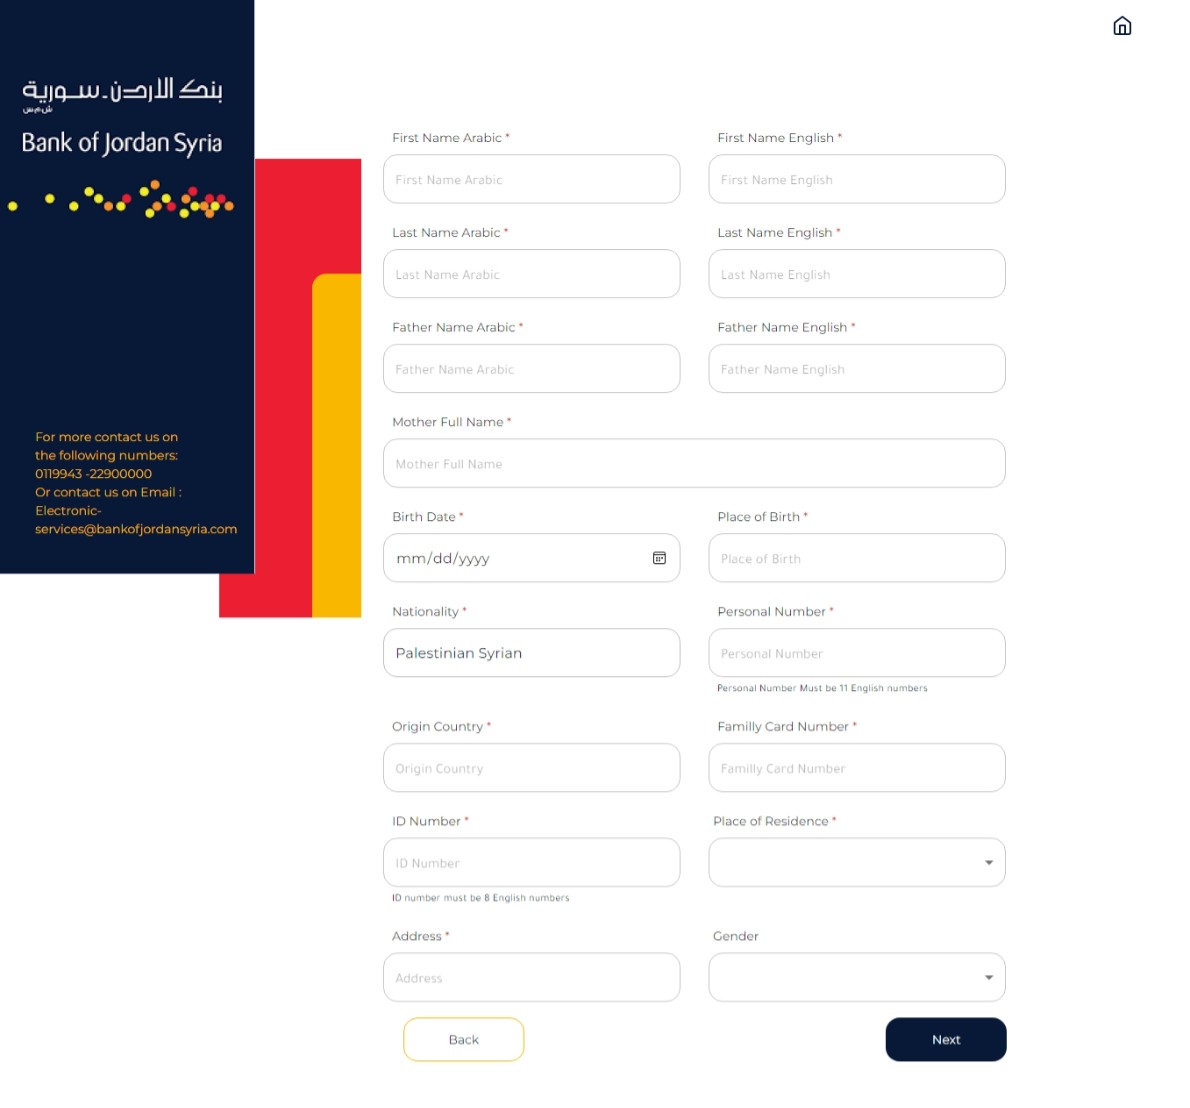 بنك الاردن-سورية
ش.م.س
Bank of Jordan Syria
For more contact us on
the following numbers:
0119943 -22900000
Or contact us on Email :
Electronic-
services@bankofjordansyria.com
First Name Arabic *
First Name English *
First Name Arabic
First Name English
Last Name Arabic *
Last Name English *
Last Name Arabic
Last Name English
Father Name Arabic *
Father Name English *
Father Name Arabic
Father Name English
Mother Full Name *
Mother Full Name
Birth Date *
Place of Birth *
mm/dd/yyyy
Place of Birth
Nationality *
Personal Number *
Palestinian Syrian
Personal Number
Personal Number Must be 11 English numbers
Origin Country *
Familly Card Number *
Origin Country
Familly Card Number
ID Number *
Place of Residence *
ID Number
ID number must be 8 English numbers
Address *
Gender
Address
Back
Next